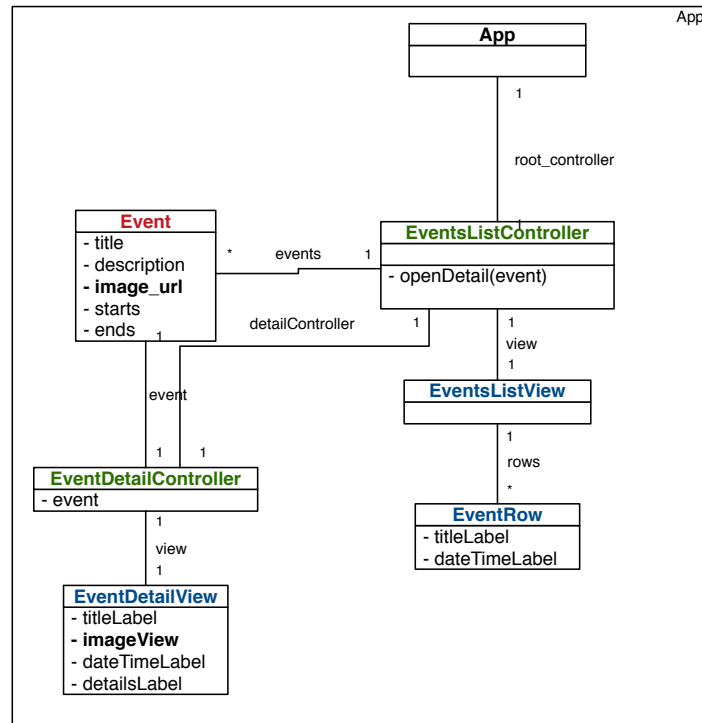 App
App
1
root_controller
1
EventsListController
- openDetail(event)
Event
- title
- description
- image_url
- starts
- ends
*
events
1
detailController
1
1
view
1
1
event
EventsListView
1
rows
*
1
1
EventDetailController
- event
EventRow
- titleLabel
- dateTimeLabel
1
view
1
EventDetailView
- titleLabel
- imageView
- dateTimeLabel
- detailsLabel